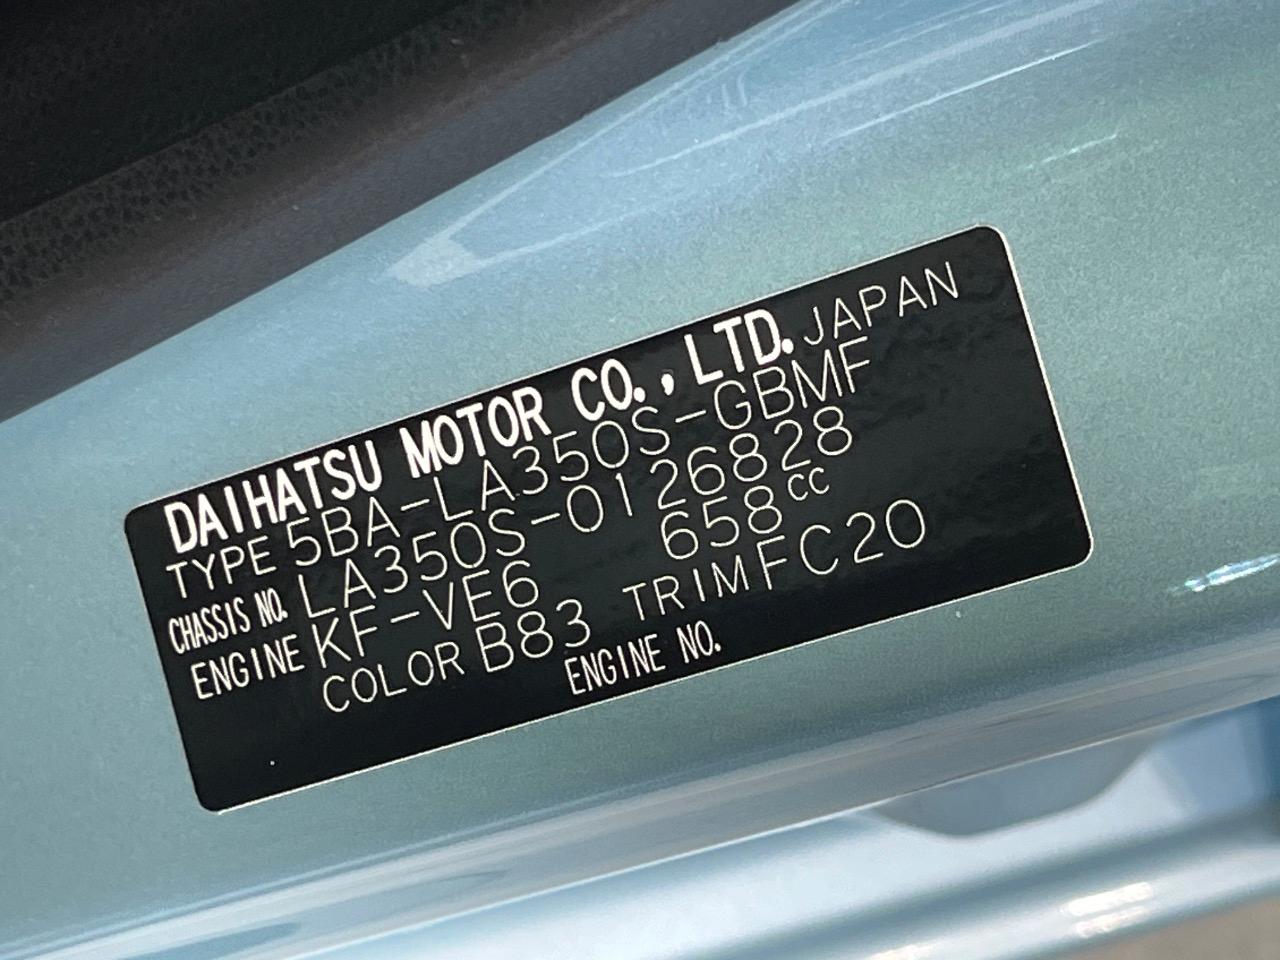 DAIHATSU MOTOR CO., LTD. JAPAN
TYPE 5BA-LA350S-GBMF
CHASSIS NO. LA350S-0126828
ENGINE KF-VE6 658cc
COLOR B83 TRIM FC20
ENGINE NO.